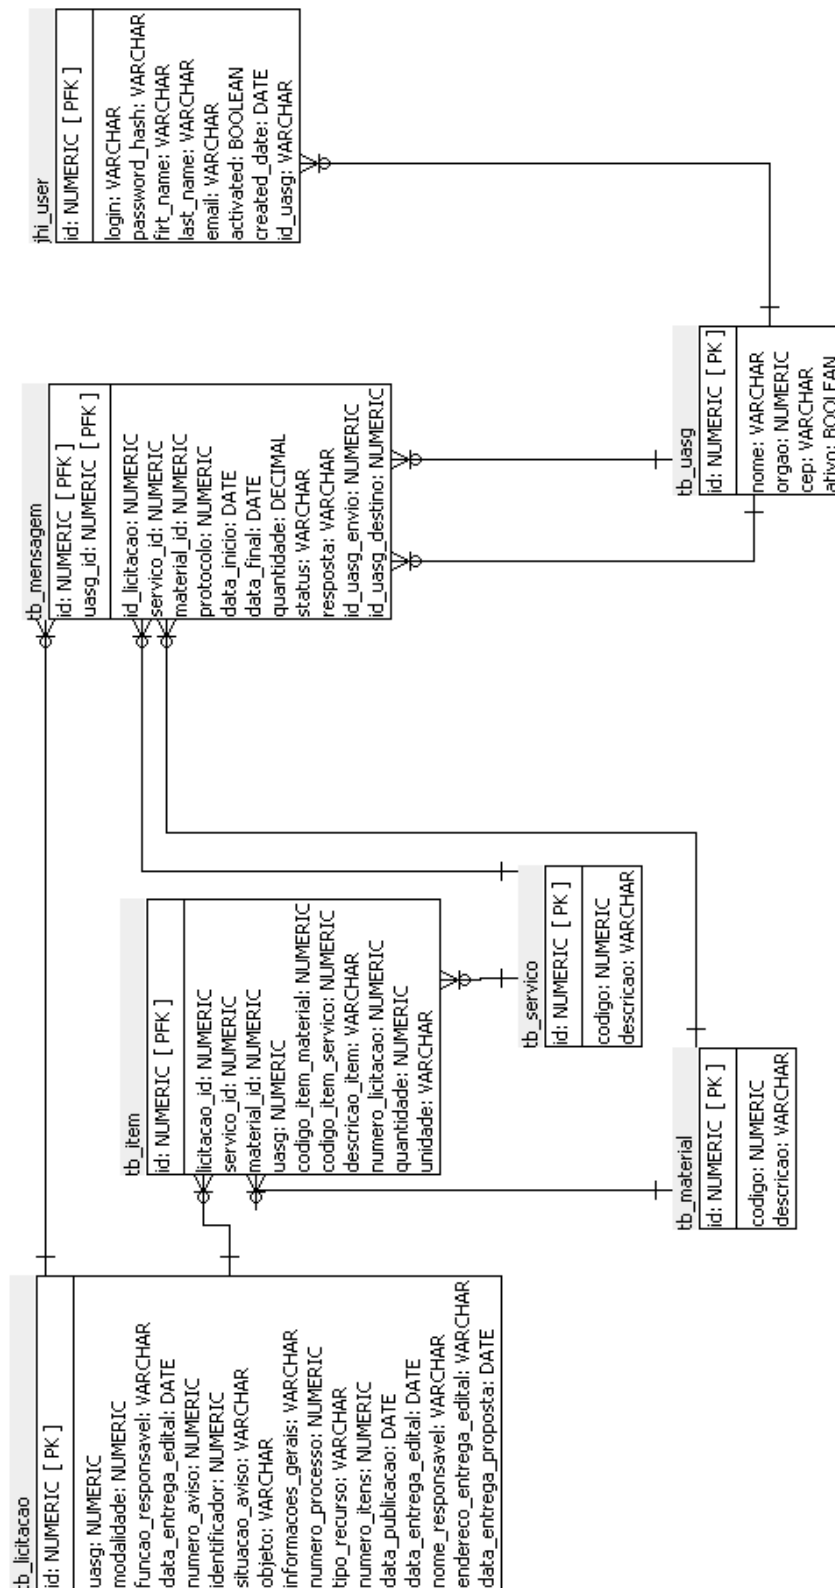 tb_licitacao
id: NUMERIC [ PK ]
uasg: NUMERIC
modalidade: NUMERIC
funcao_responsavel: VARCHAR
data_entrega_edital: DATE
numero_aviso: NUMERIC
identificador: NUMERIC
situacao_aviso: VARCHAR
objeto: VARCHAR
informacoes_gerais: VARCHAR
numero_processo: NUMERIC
tipo_recurso: VARCHAR
numero_itens: NUMERIC
data_publicacao: DATE
data_entrega_edital: DATE
nome_responsavel: VARCHAR
endereco_entrega_edital: VARCHAR
data_entrega_proposta: DATE
tb_item
id: NUMERIC [ PFK ]
licitacao_id: NUMERIC
servico_id: NUMERIC
material_id: NUMERIC
uasg: NUMERIC
codigo_item_material: NUMERIC
codigo_item_servico: NUMERIC
descricao_item: VARCHAR
numero_licitacao: NUMERIC
quantidade: NUMERIC
unidade: VARCHAR
tb_material
id: NUMERIC [ PK ]
codigo: NUMERIC
descricao: VARCHAR
tb_servico
id: NUMERIC [ PK ]
codigo: NUMERIC
descricao: VARCHAR
tb_mensagem
id: NUMERIC [ PFK ]
uasg_id: NUMERIC [ PFK ]
id_licitacao: NUMERIC
servico_id: NUMERIC
material_id: NUMERIC
protocolo: NUMERIC
data_inicio: DATE
data_final: DATE
quantidade: DECIMAL
status: VARCHAR
resposta: VARCHAR
id_uasg_envio: NUMERIC
id_uasg_destino: NUMERIC
tb_uasg
id: NUMERIC [ PK ]
nome: VARCHAR
orgao: NUMERIC
cep: VARCHAR
ativo: BOOLEAN
jhi_user
id: NUMERIC [ PFK ]
login: VARCHAR
password_hash: VARCHAR
firt_name: VARCHAR
last_name: VARCHAR
email: VARCHAR
activated: BOOLEAN
created_date: DATE
id_uasg: VARCHAR